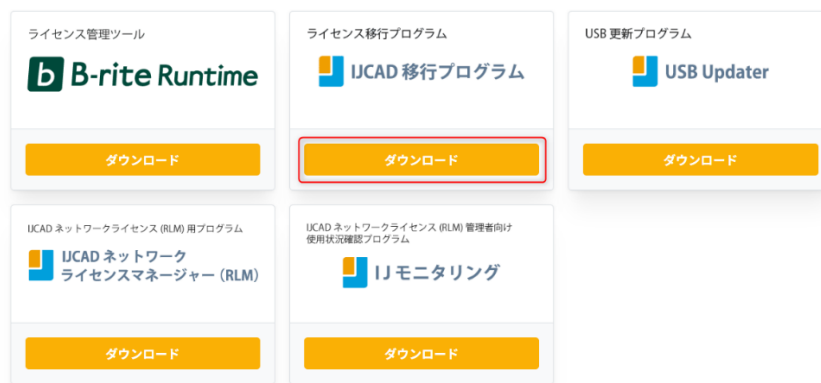 ライセンス管理ツール
b B-rite Runtime
ダウンロード
ライセンス移行プログラム
IJCAD 移行プログラム
ダウンロード
USB 更新プログラム
USB Updater
ダウンロード
IJCAD ネットワークライセンス (RLM) 用プログラム
IJCAD ネットワーク
ライセンスマネージャー（RLM）
ダウンロード
IJCAD ネットワークライセンス (RLM) 管理者向け
使用状況確認プログラム
IJ モニタリング
ダウンロード